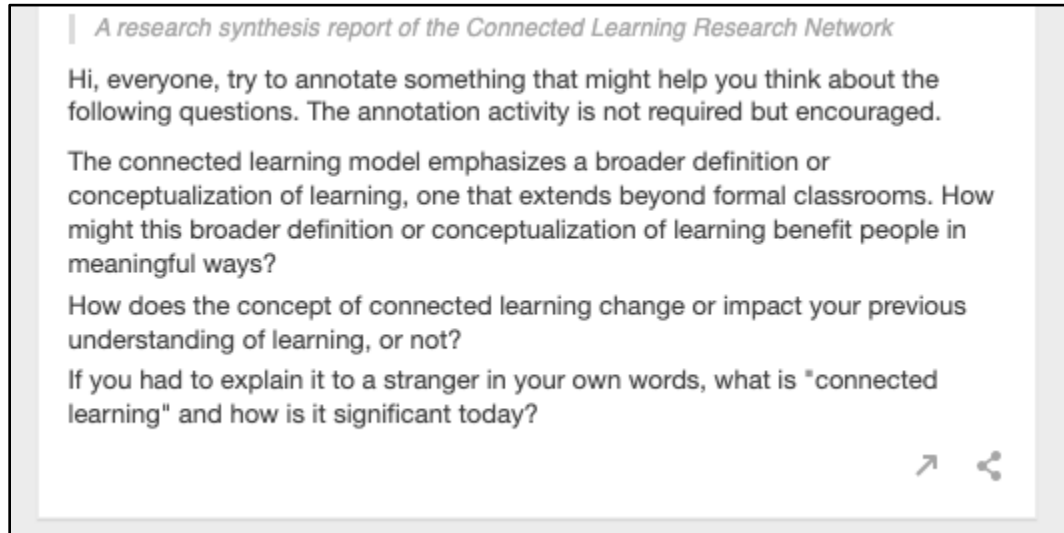 A research synthesis report of the Connected Learning Research Network
Hi, everyone, try to annotate something that might help you think about the
following questions. The annotation activity is not required but encouraged.
The connected learning model emphasizes a broader definition or
conceptualization of learning, one that extends beyond formal classrooms. How
might this broader definition or conceptualization of learning benefit people in
meaningful ways?
How does the concept of connected learning change or impact your previous
understanding of learning, or not?
If you had to explain it to a stranger in your own words, what is "connected
learning" and how is it significant today?